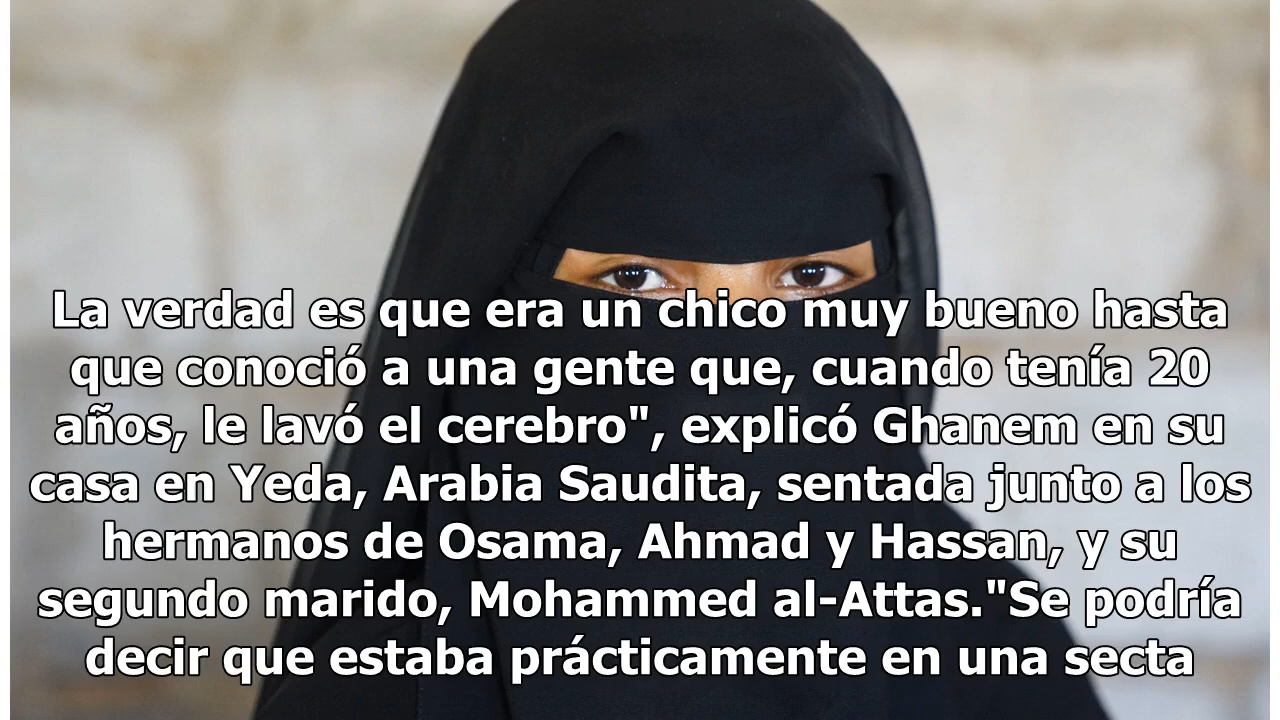 La verdad es que era un chico muy bueno hasta
que conoció a una gente que, cuando tenía 20
años, le lavó el cerebro", explicó Ghanem en su
casa en Yeda, Arabia Saudita, sentada junto a los
hermanos de Osama, Ahmad y Hassan, y su
segundo marido, Mohammed al-Attas."Se podría
decir que estaba prácticamente en una secta